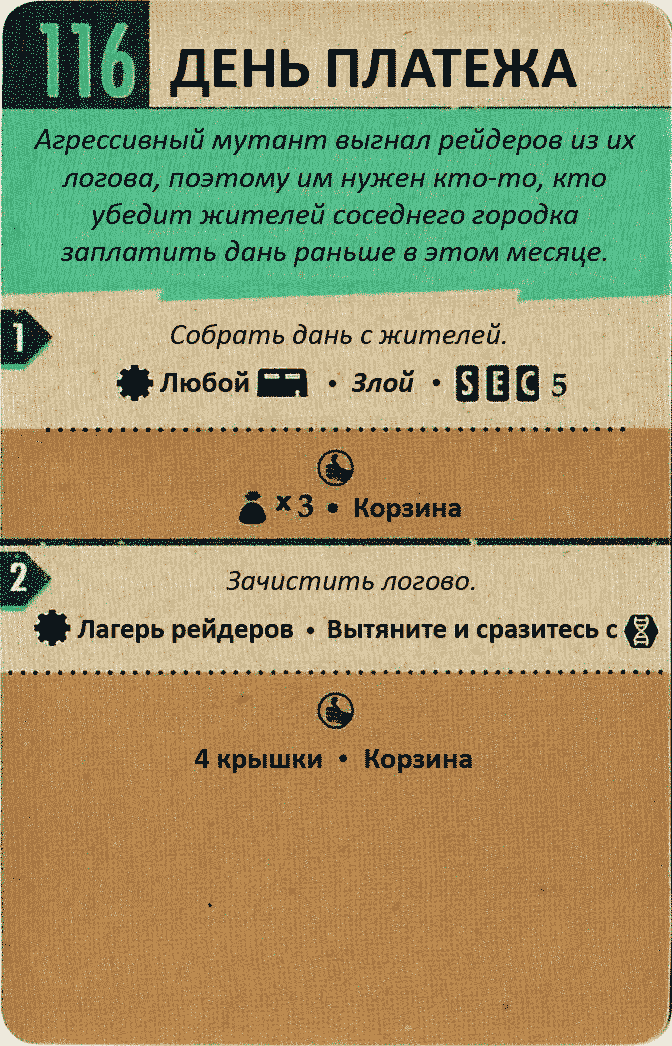 116 ДЕНЬ ПЛАТЕЖА
Агрессивный мутант выгнал рейдеров из их
логова, поэтому им нужен кто-то, кто
убедит жителей соседнего городка
заплатить дань раньше в этом месяце.
1
Собрать дань с жителей.
Любой • Злой • S E C 5
x 3 • Корзина
2
Зачистить логово.
Лагерь рейдеров • Вытяните и сразитесь с
4 крышки • Корзина